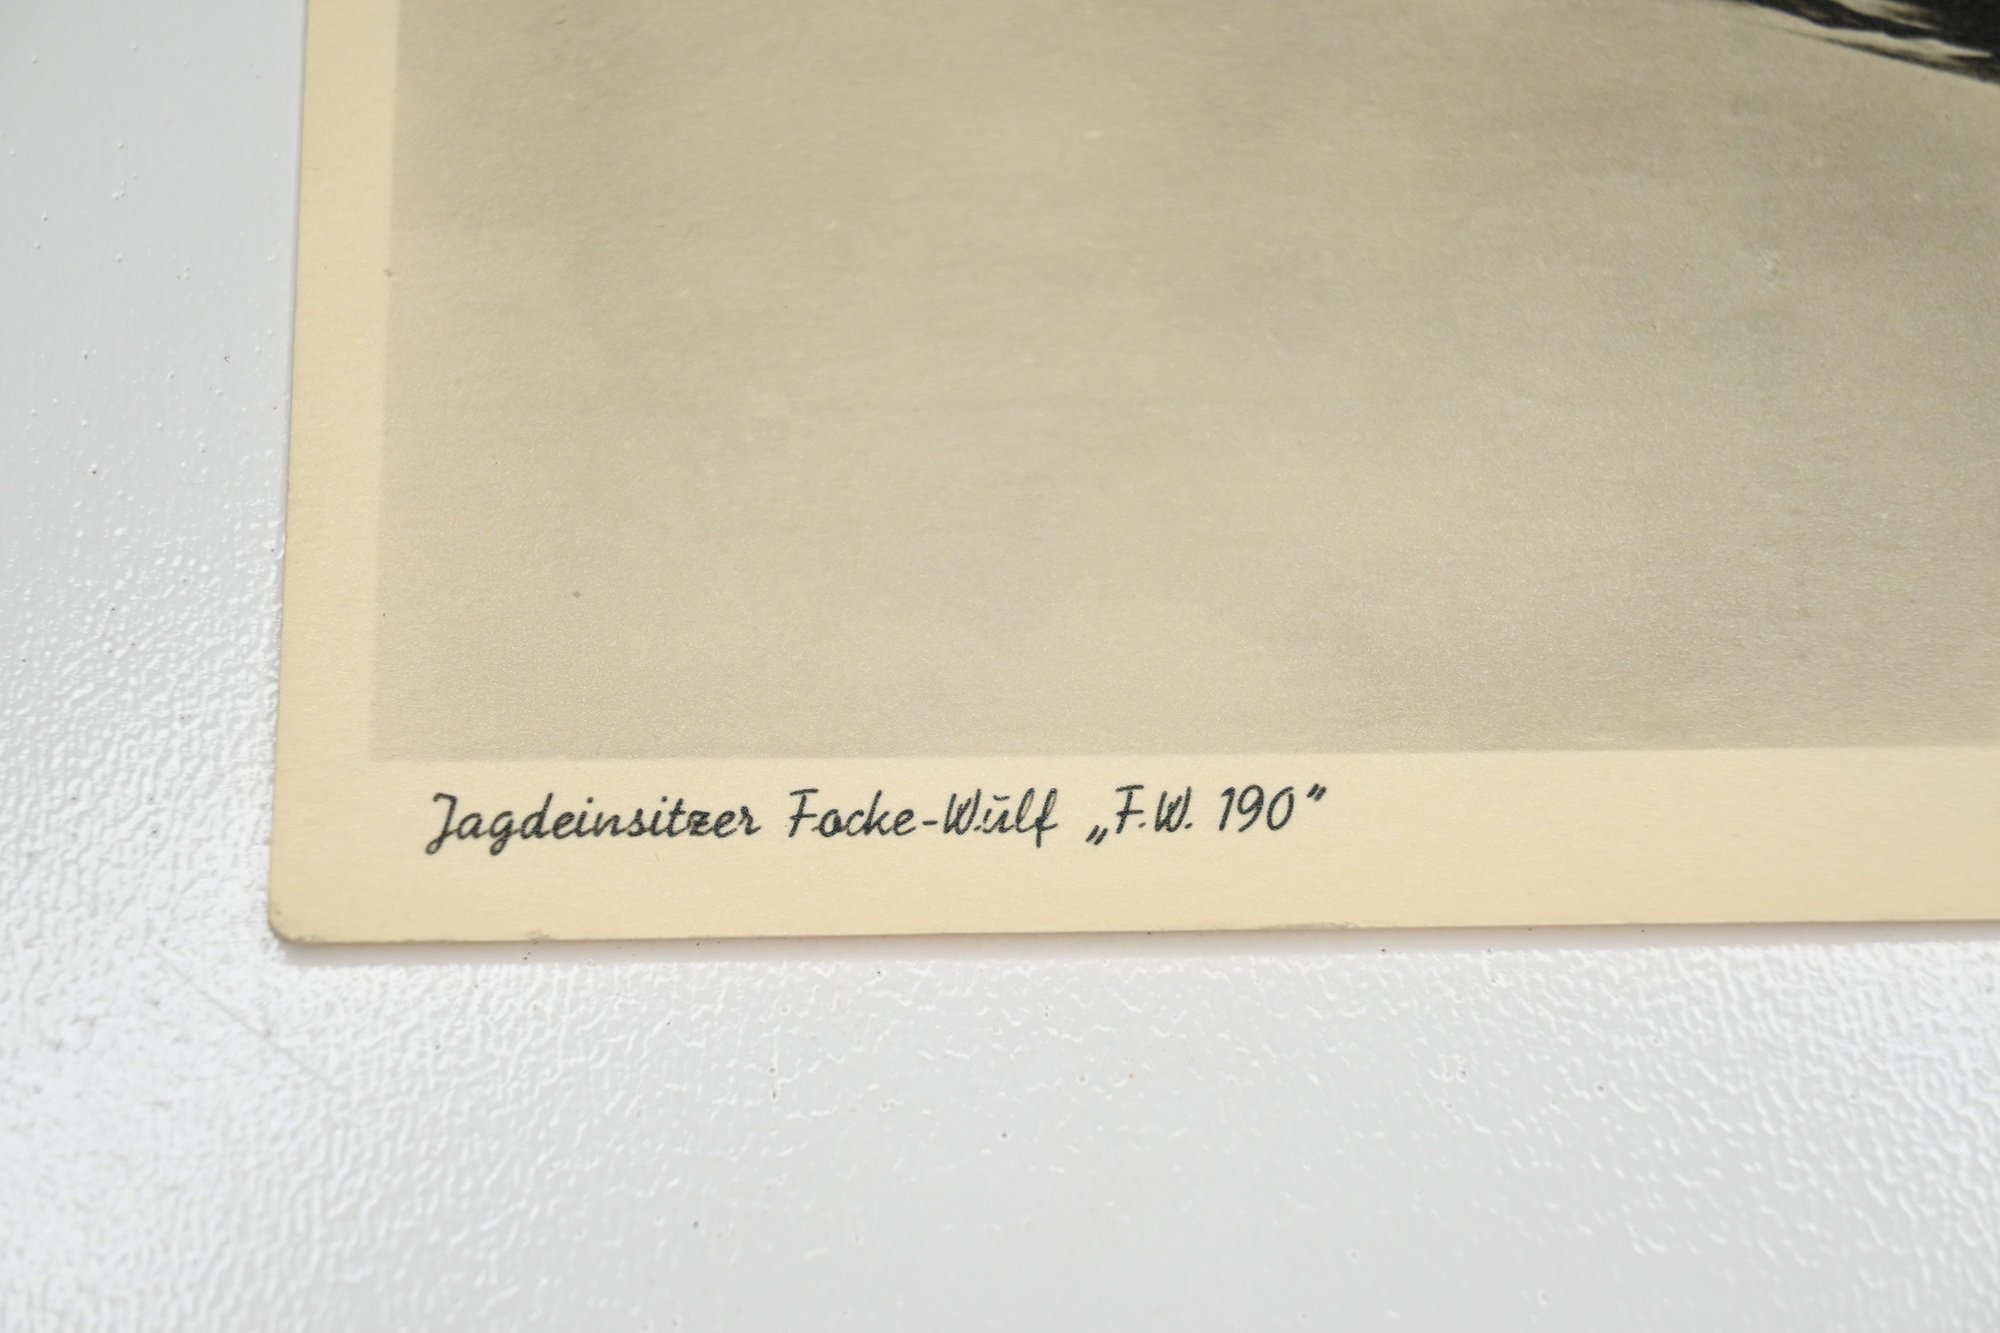 Jagdeinsitzer Focke-Wulf „F.W. 190”